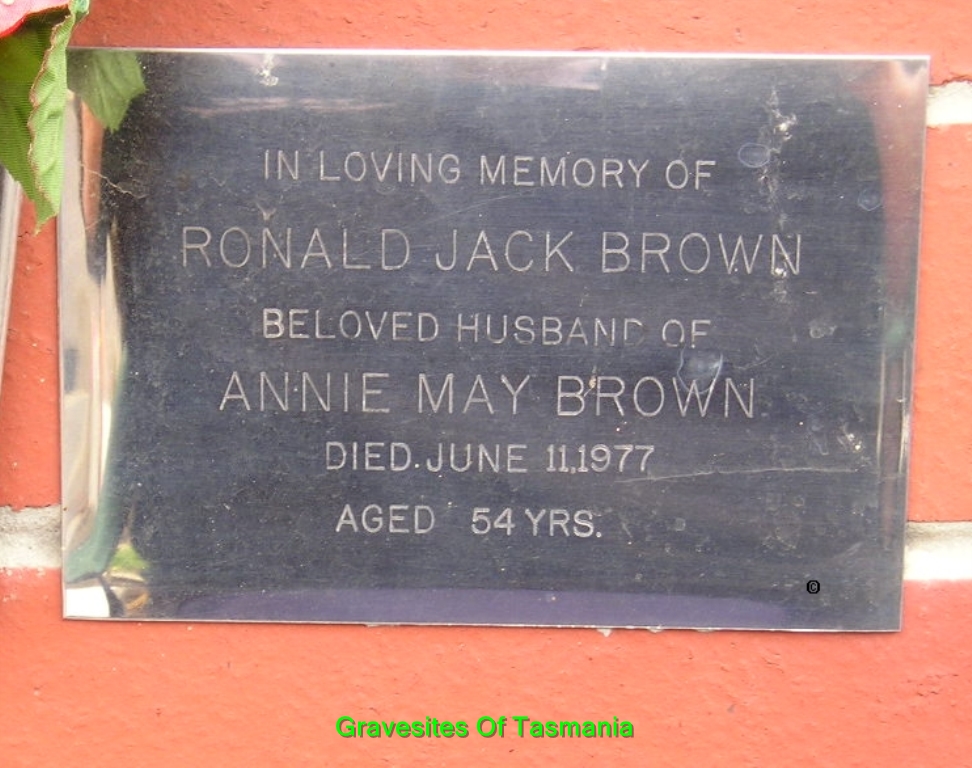 IN LOVING MEMORY OF
RONALD JACK BROWN
BELOVED HUSBAND OF
ANNIE MAY BROWN
DIED. JUNE 11, 1977
AGED 54 YRS.
©
Gravesites Of Tasmania